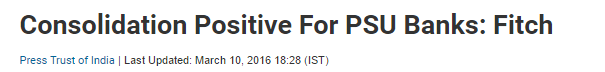 Consolidation Positive For PSU Banks: Fitch
Press Trust of India | Last Updated: March 10, 2016 18:28 (IST)